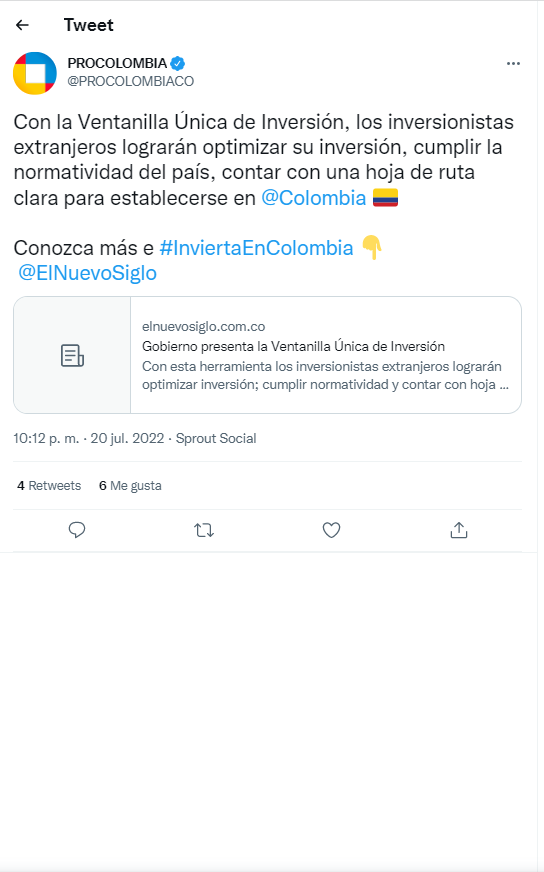 Tweet
PROCOLOMBIA
@PROCOLOMBIACO
Con la Ventanilla Única de Inversión, los inversionistas
extranjeros lograrán optimizar su inversión, cumplir la
normatividad del país, contar con una hoja de ruta
clara para establecerse en @Colombia 🇨🇴
Conozca más e #InviertaEnColombia 👇
@ElNuevoSiglo
elnuevosiglo.com.co
Gobierno presenta la Ventanilla Única de Inversión
Con esta herramienta los inversionistas extranjeros lograrán
optimizar inversión; cumplir normatividad y contar con hoja ...
10:12 p. m. · 20 jul. 2022 · Sprout Social
4 Retweets 6 Me gusta